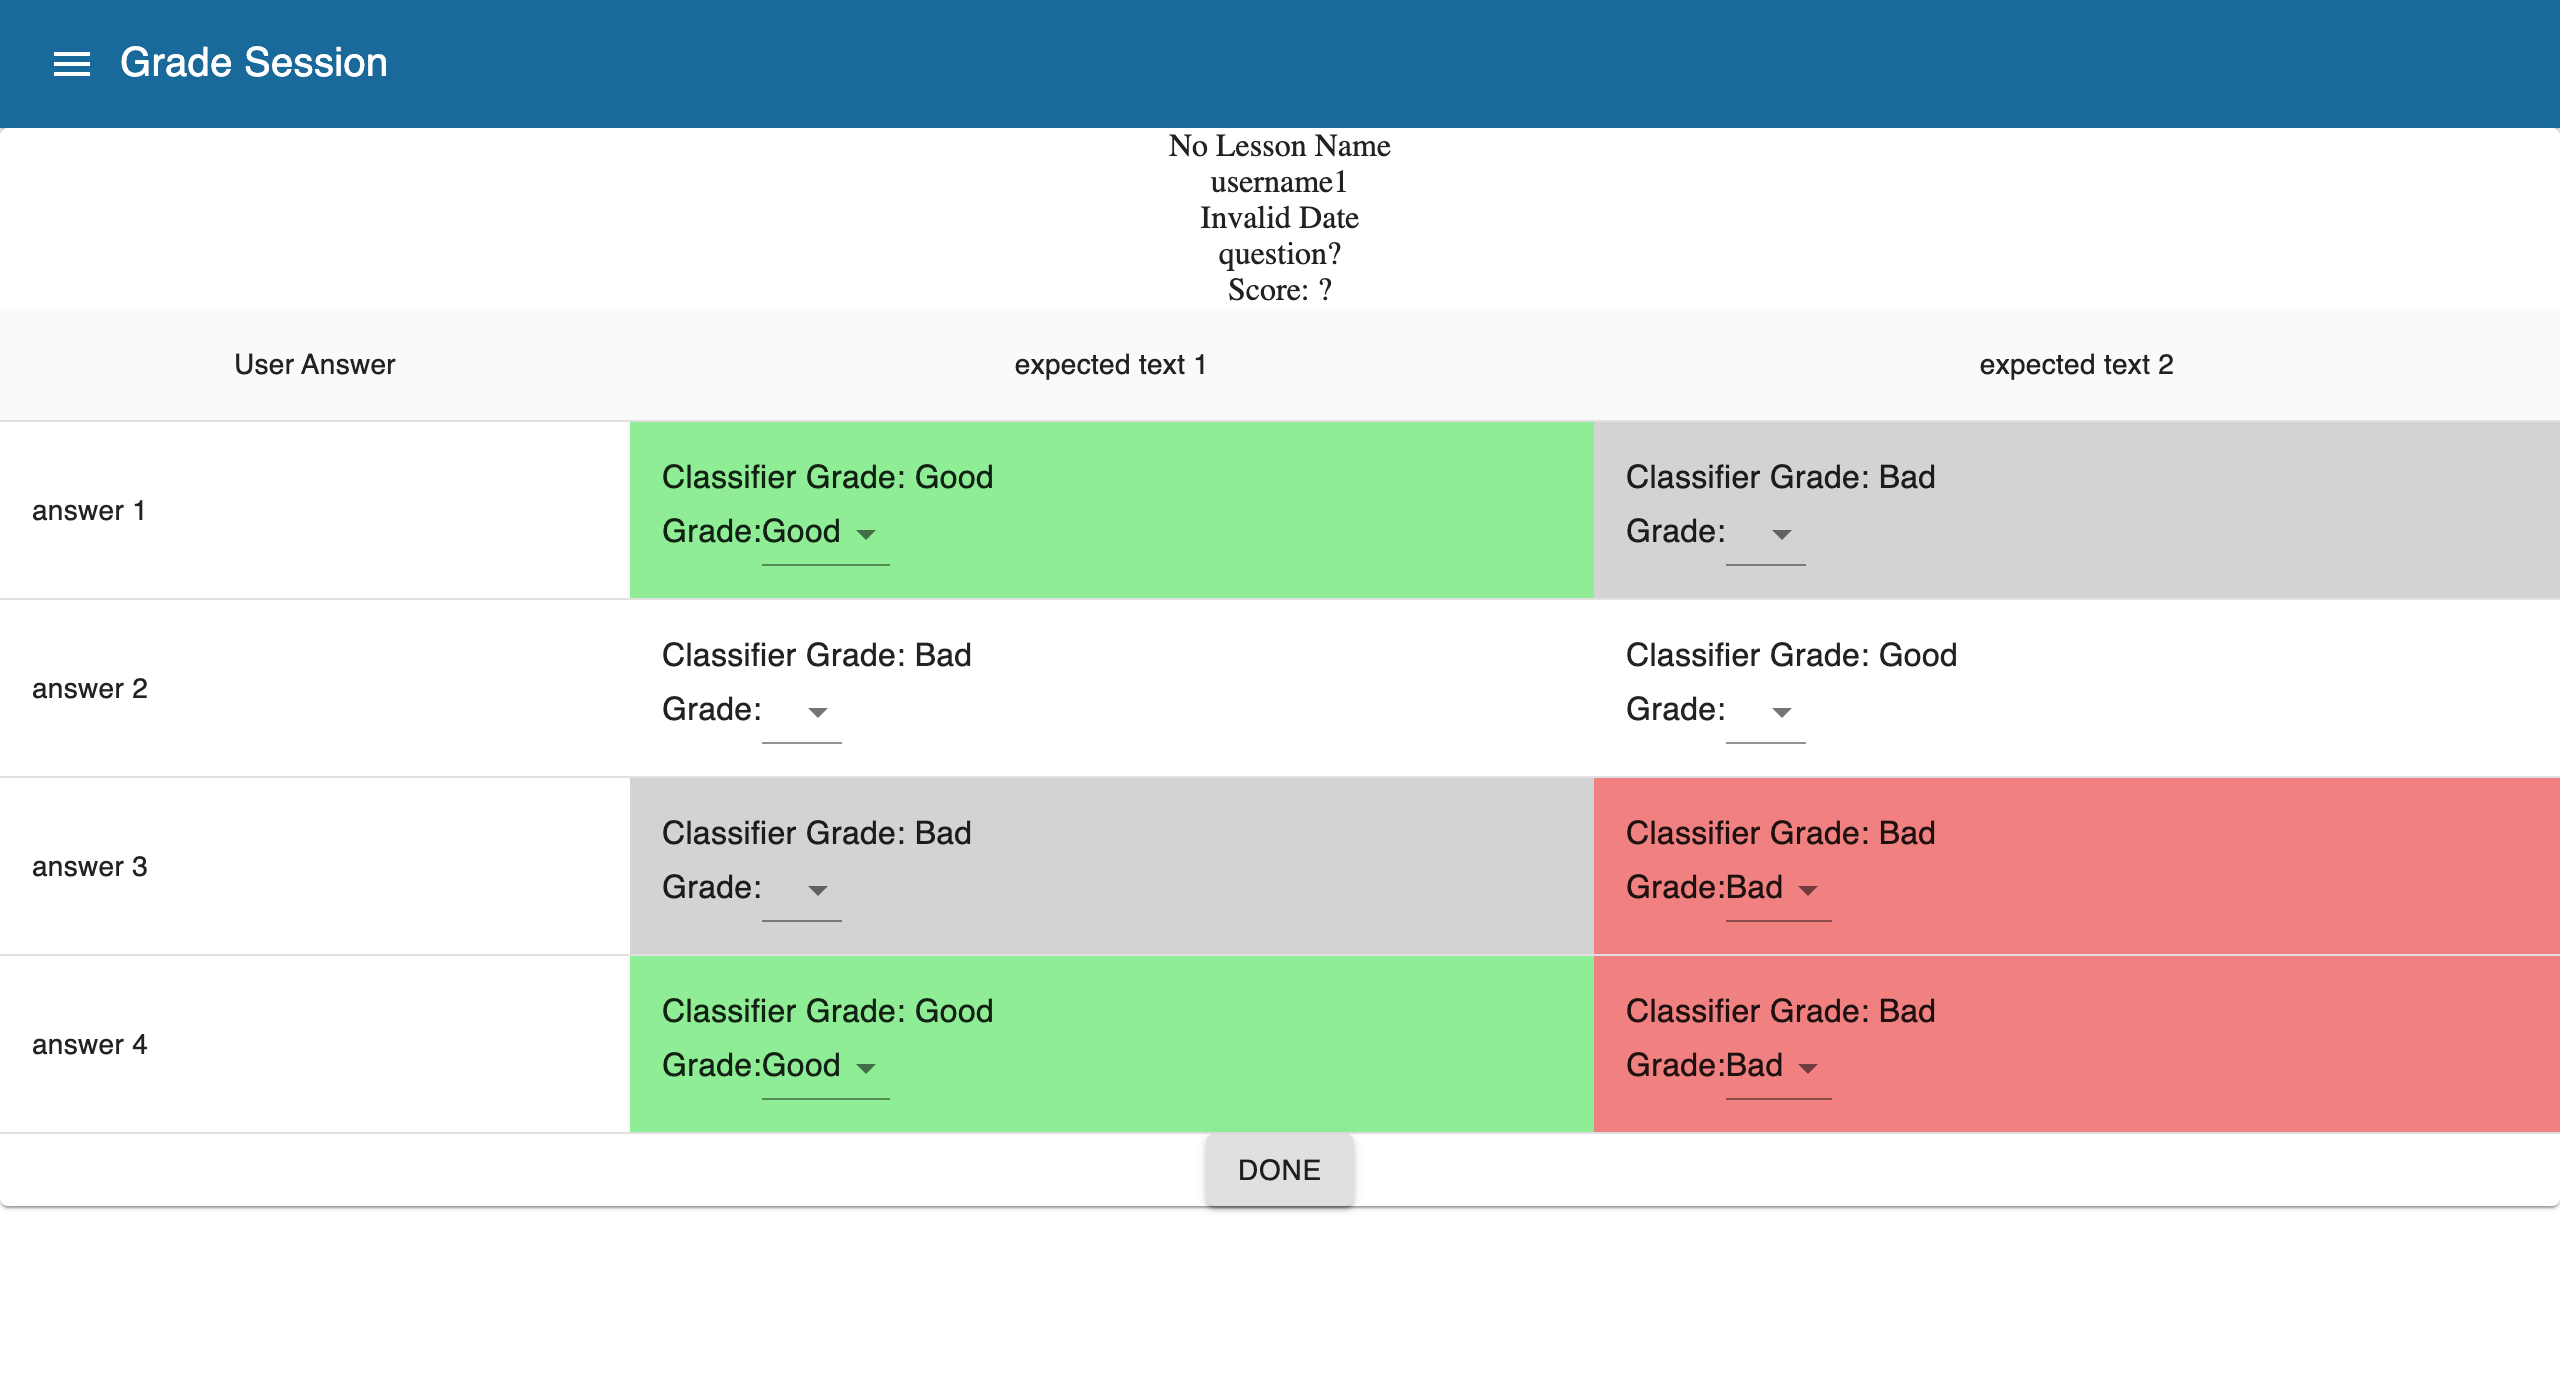 Grade Session
No Lesson Name
username1
Invalid Date
question?
Score: ?
User Answer expected text 1 expected text 2
answer 1
Classifier Grade: Good
Grade:Good
Classifier Grade: Bad
Grade:
answer 2
Classifier Grade: Bad
Grade:
Classifier Grade: Good
Grade:
answer 3
Classifier Grade: Bad
Grade:
Classifier Grade: Bad
Grade:Bad
answer 4
Classifier Grade: Good
Grade:Good
Classifier Grade: Bad
Grade:Bad
DONE